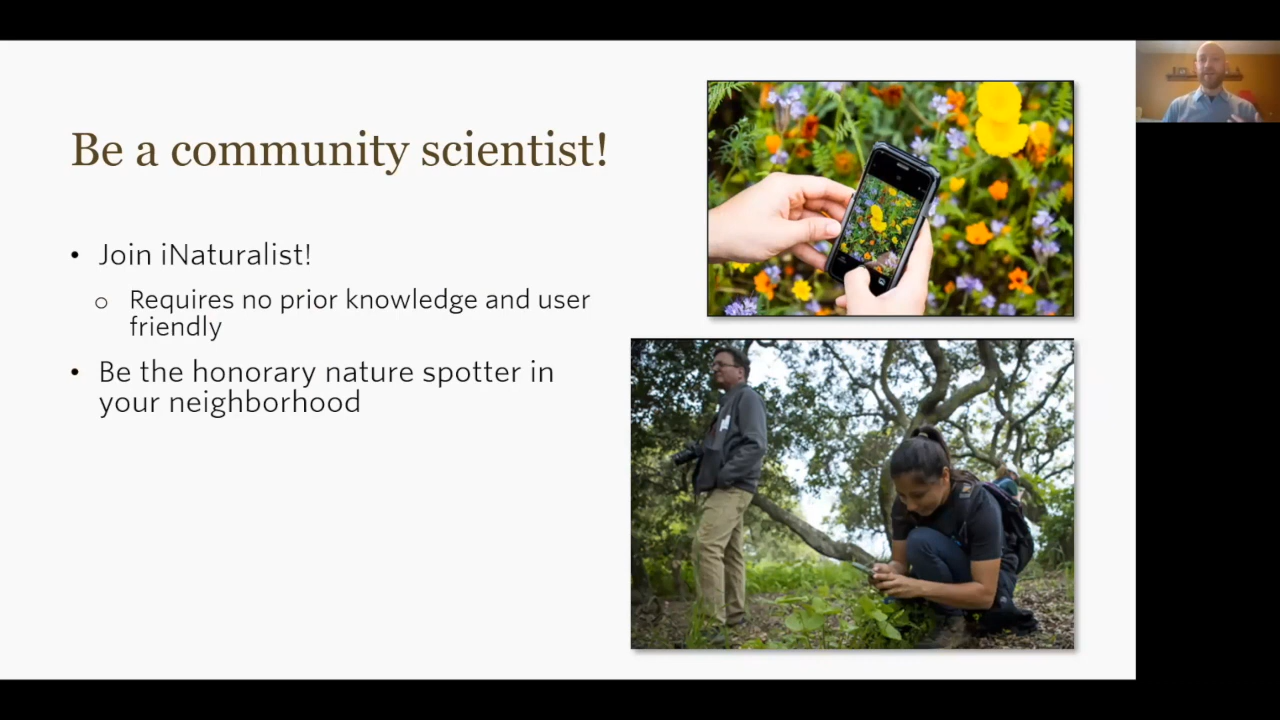 Be a community scientist!
• Join iNaturalist!
o Requires no prior knowledge and user
friendly
• Be the honorary nature spotter in
your neighborhood